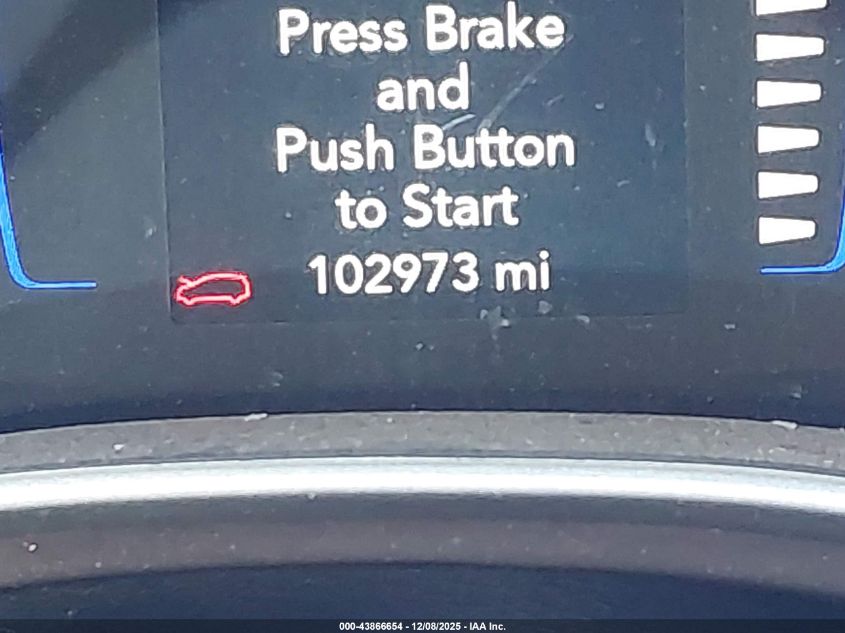 Press Brake
and
Push Button
to Start
102973 mi
000-43866654 - 12/08/2025 - IAA Inc.